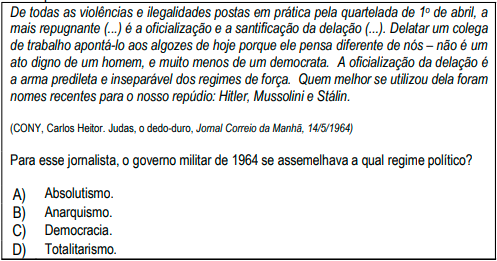 De todas as violências e ilegalidades postas em prática pela quartelada de 1º de abril, a
mais repugnante (...) é a oficialização e a santificação da delação (...). Delatar um colega
de trabalho apontá-lo aos algozes de hoje porque ele pensa diferente de nós – não é um
ato digno de um homem, e muito menos de um democrata. A oficialização da delação é
a arma predileta e inseparável dos regimes de força. Quem melhor se utilizou dela foram
nomes recentes para o nosso repúdio: Hitler, Mussolini e Stálin.
(CONY, Carlos Heitor. Judas, o dedo-duro, Jornal Correio da Manhã, 14/5/1964)
Para esse jornalista, o governo militar de 1964 se assemelhava a qual regime político?
A) Absolutismo.
B) Anarquismo.
C) Democracia.
D) Totalitarismo.